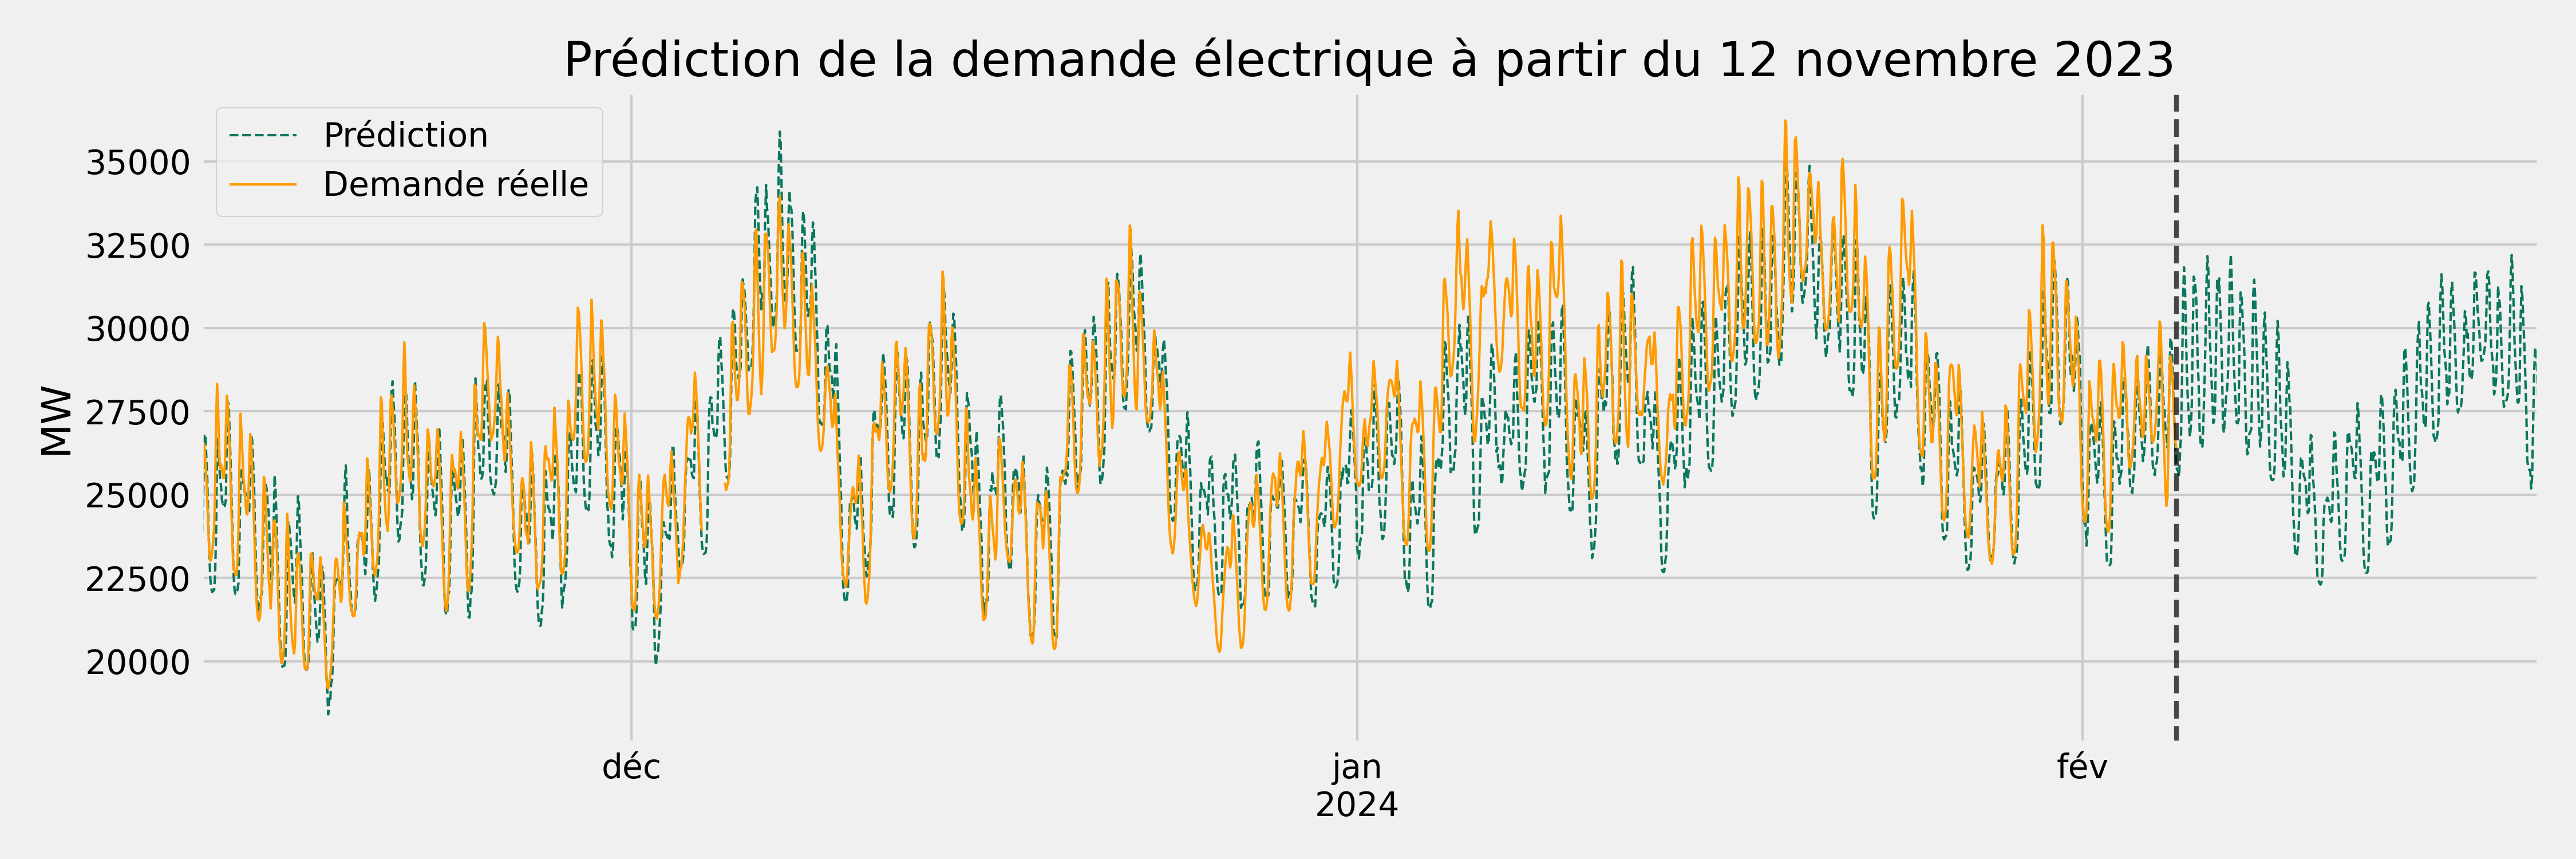 Prédiction de la demande électrique à partir du 12 novembre 2023
Prédiction
Demande réelle
35000
32500
30000
27500
25000
22500
20000
MW
déc
jan
2024
fév